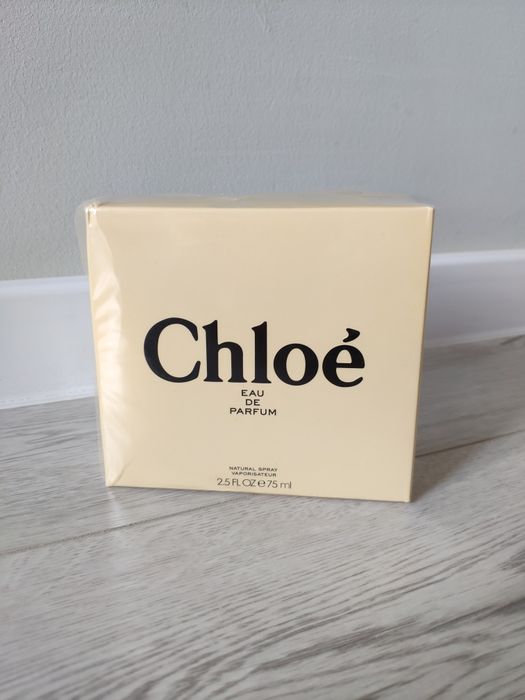 Chloé
EAU
DE
PARFUM
NATURAL SPRAY
VAPORISATEUR
2.5 FL OZ ℮ 75 ml